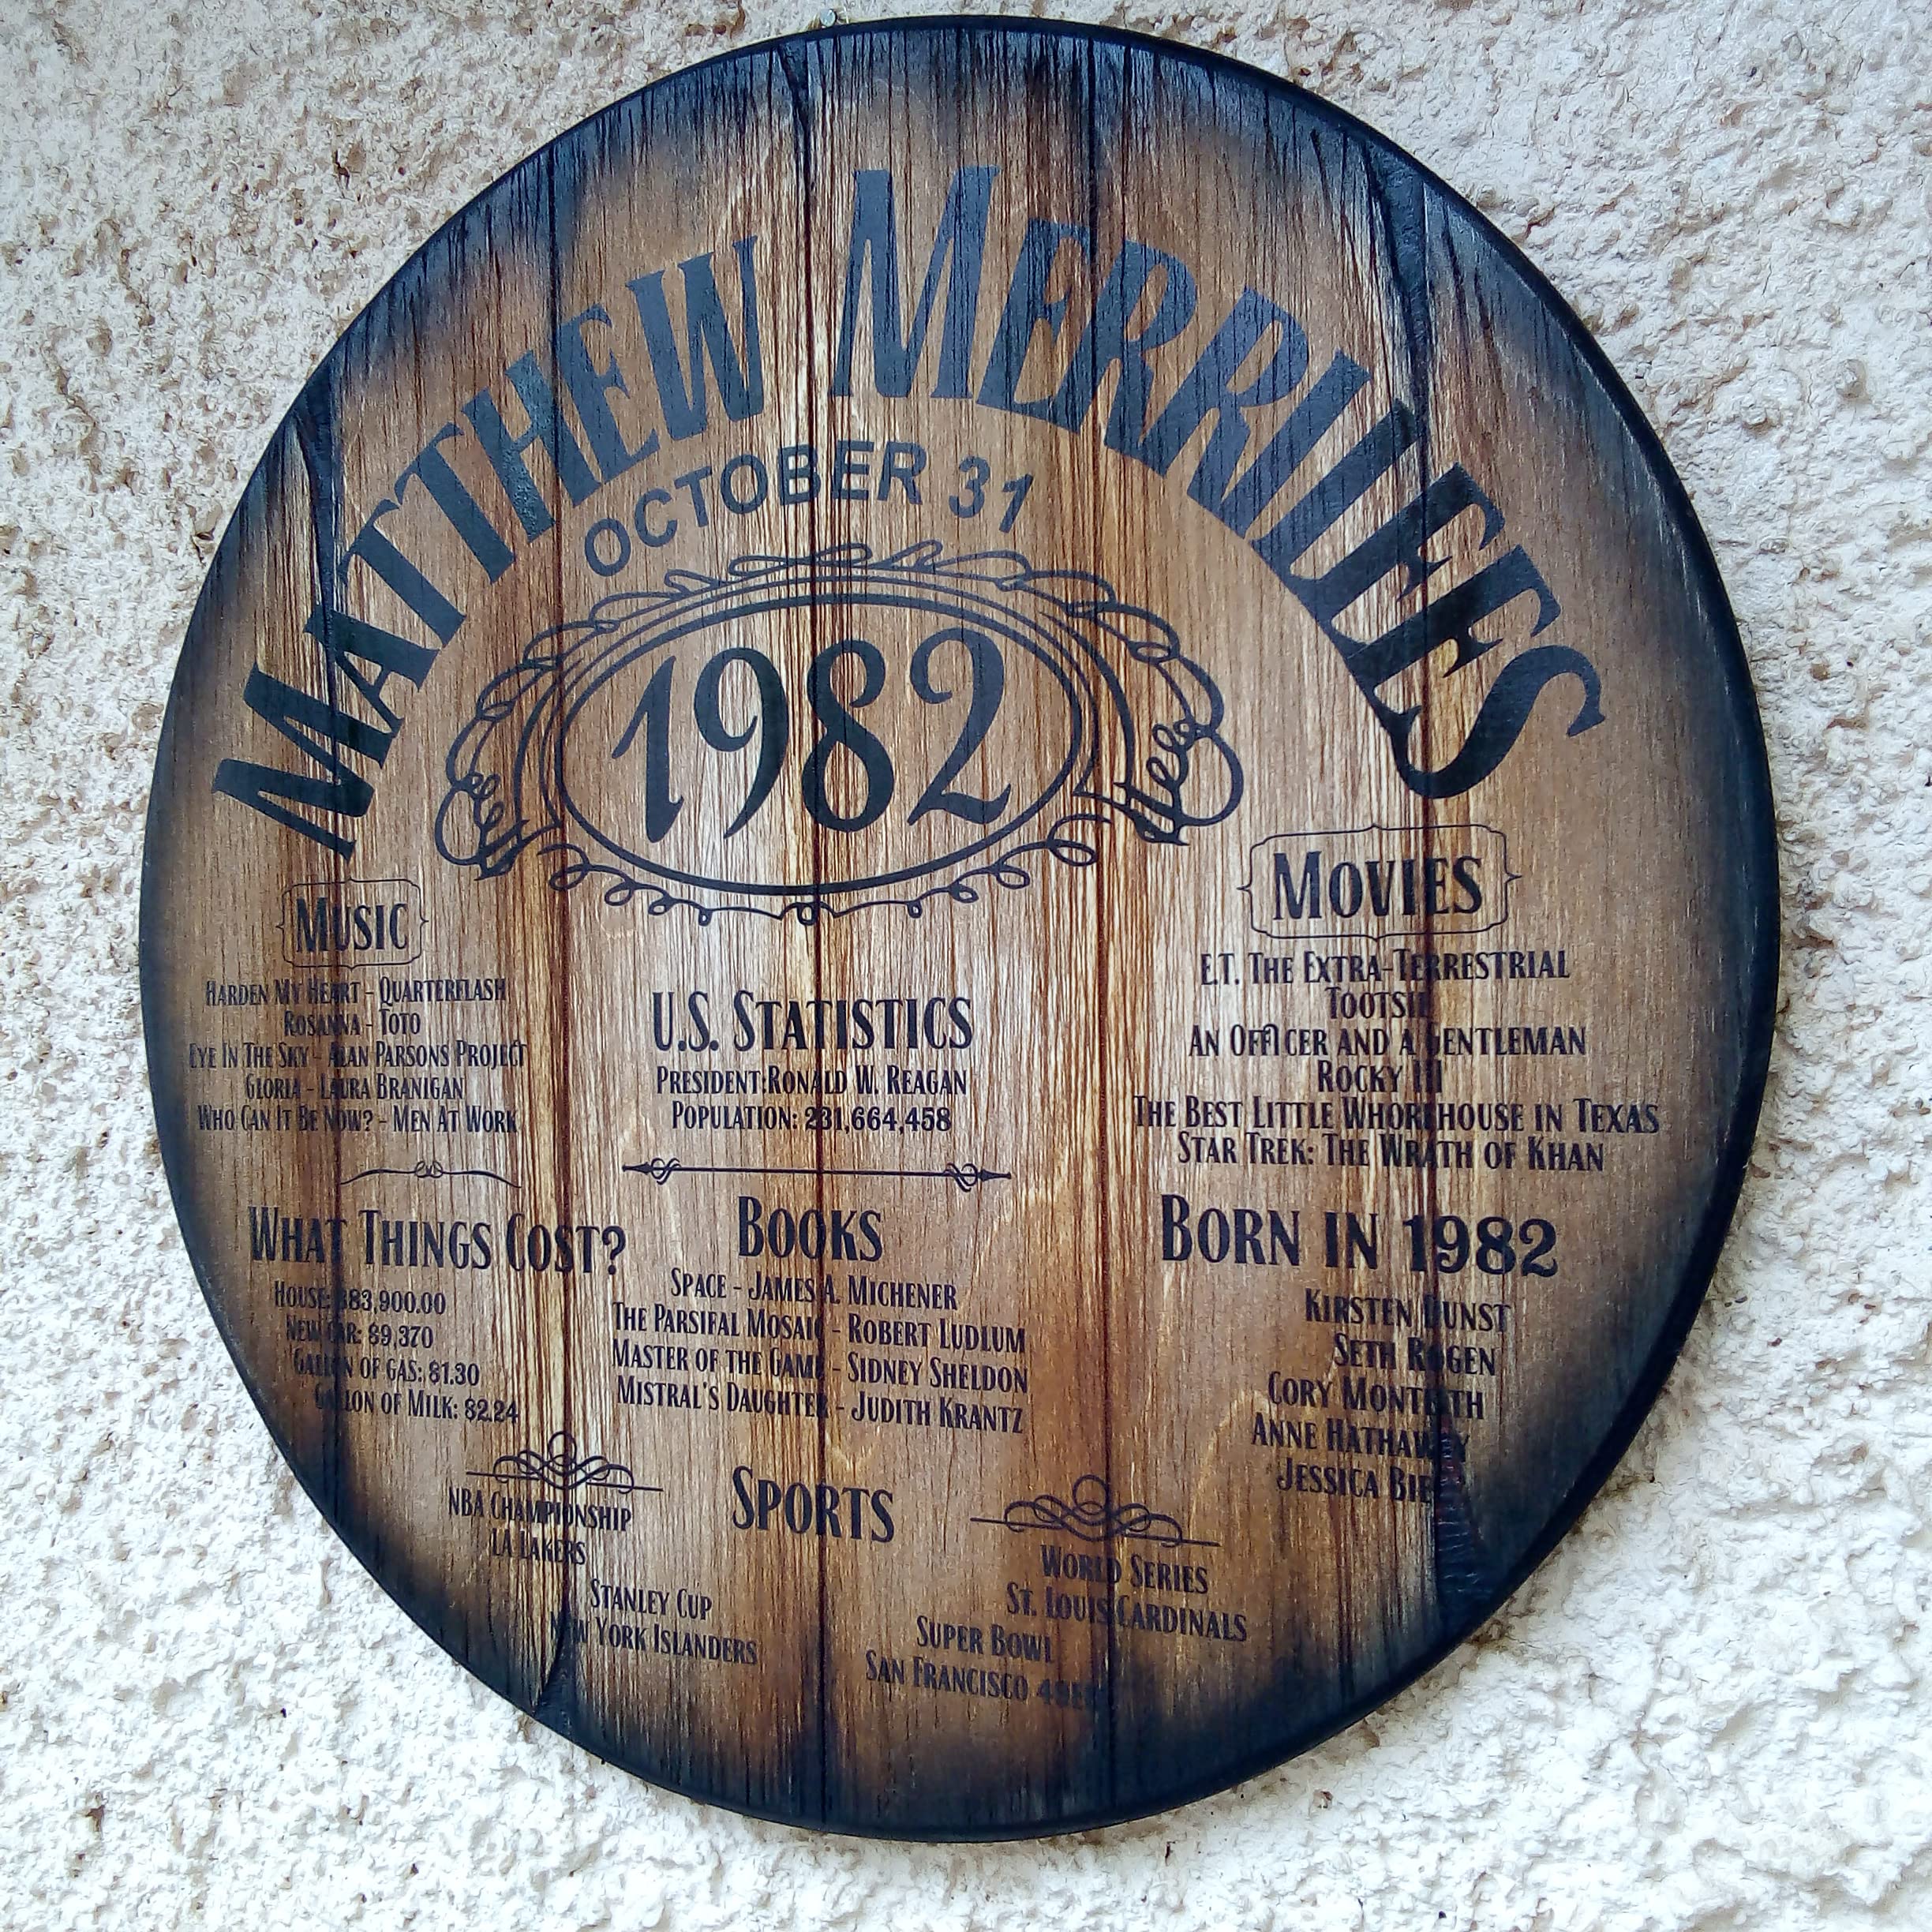 MATTHEW MERRILEES
OCTOBER 31
1982
MUSIC
HARDEN MY HEART - QUARTERFLASH
ROSANNA - TOTO
EYE IN THE SKY - ALAN PARSONS PROJECT
GLORIA - LAURA BRANIGAN
WHO CAN IT BE NOW? - MEN AT WORK
U.S. STATISTICS
PRESIDENT:RONALD W. REAGAN
POPULATION: 231,664,458
MOVIES
E.T. THE EXTRA-TERRESTRIAL
TOOTSIE
AN OFFICER AND A GENTLEMAN
ROCKY III
THE BEST LITTLE WHOREHOUSE IN TEXAS
STAR TREK: THE WRATH OF KHAN
WHAT THINGS COST?
HOUSE: $83,900.00
NEW CAR: $9,370
GALLON OF GAS: $1.30
GALLON OF MILK: $2.24
BOOKS
SPACE - JAMES A. MICHENER
THE PARSIFAL MOSAIC - ROBERT LUDLUM
MASTER OF THE GAME - SIDNEY SHELDON
MISTRAL'S DAUGHTER - JUDITH KRANTZ
BORN IN 1982
KIRSTEN DUNST
SETH ROGEN
CORY MONTEITH
ANNE HATHAWAY
JESSICA BIEL
SPORTS
NBA CHAMPIONSHIP
LA LAKERS
STANLEY CUP
NEW YORK ISLANDERS
WORLD SERIES
ST. LOUIS CARDINALS
SUPER BOWL
SAN FRANCISCO 49ERS